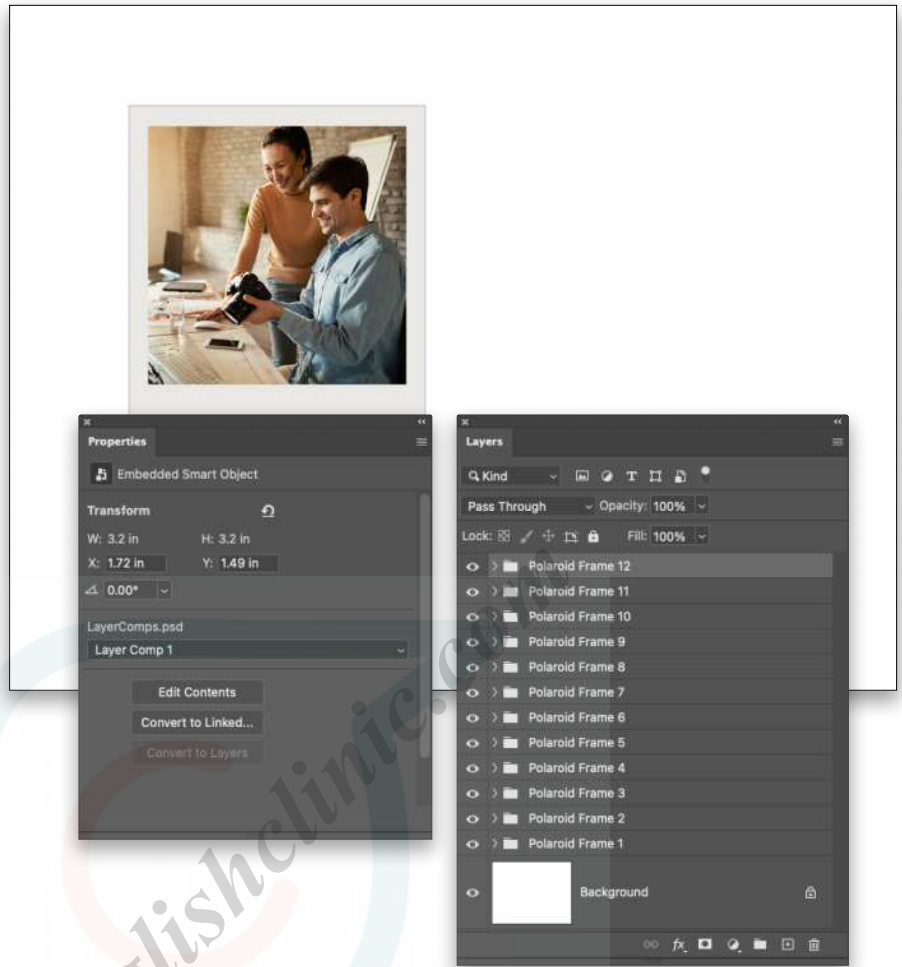 Properties
Embedded Smart Object
Transform
W: 3.2 in H: 3.2 in
X: 1.72 in Y: 1.49 in
0.00°
LayerComps.psd
Layer Comp 1
Edit Contents
Convert to Linked...
Convert to Layers
Layers
Kind
Pass Through Opacity: 100%
Lock: Fill: 100%
Polaroid Frame 12
Polaroid Frame 11
Polaroid Frame 10
Polaroid Frame 9
Polaroid Frame 8
Polaroid Frame 7
Polaroid Frame 6
Polaroid Frame 5
Polaroid Frame 4
Polaroid Frame 3
Polaroid Frame 2
Polaroid Frame 1
Background
fx
lishclinic.com